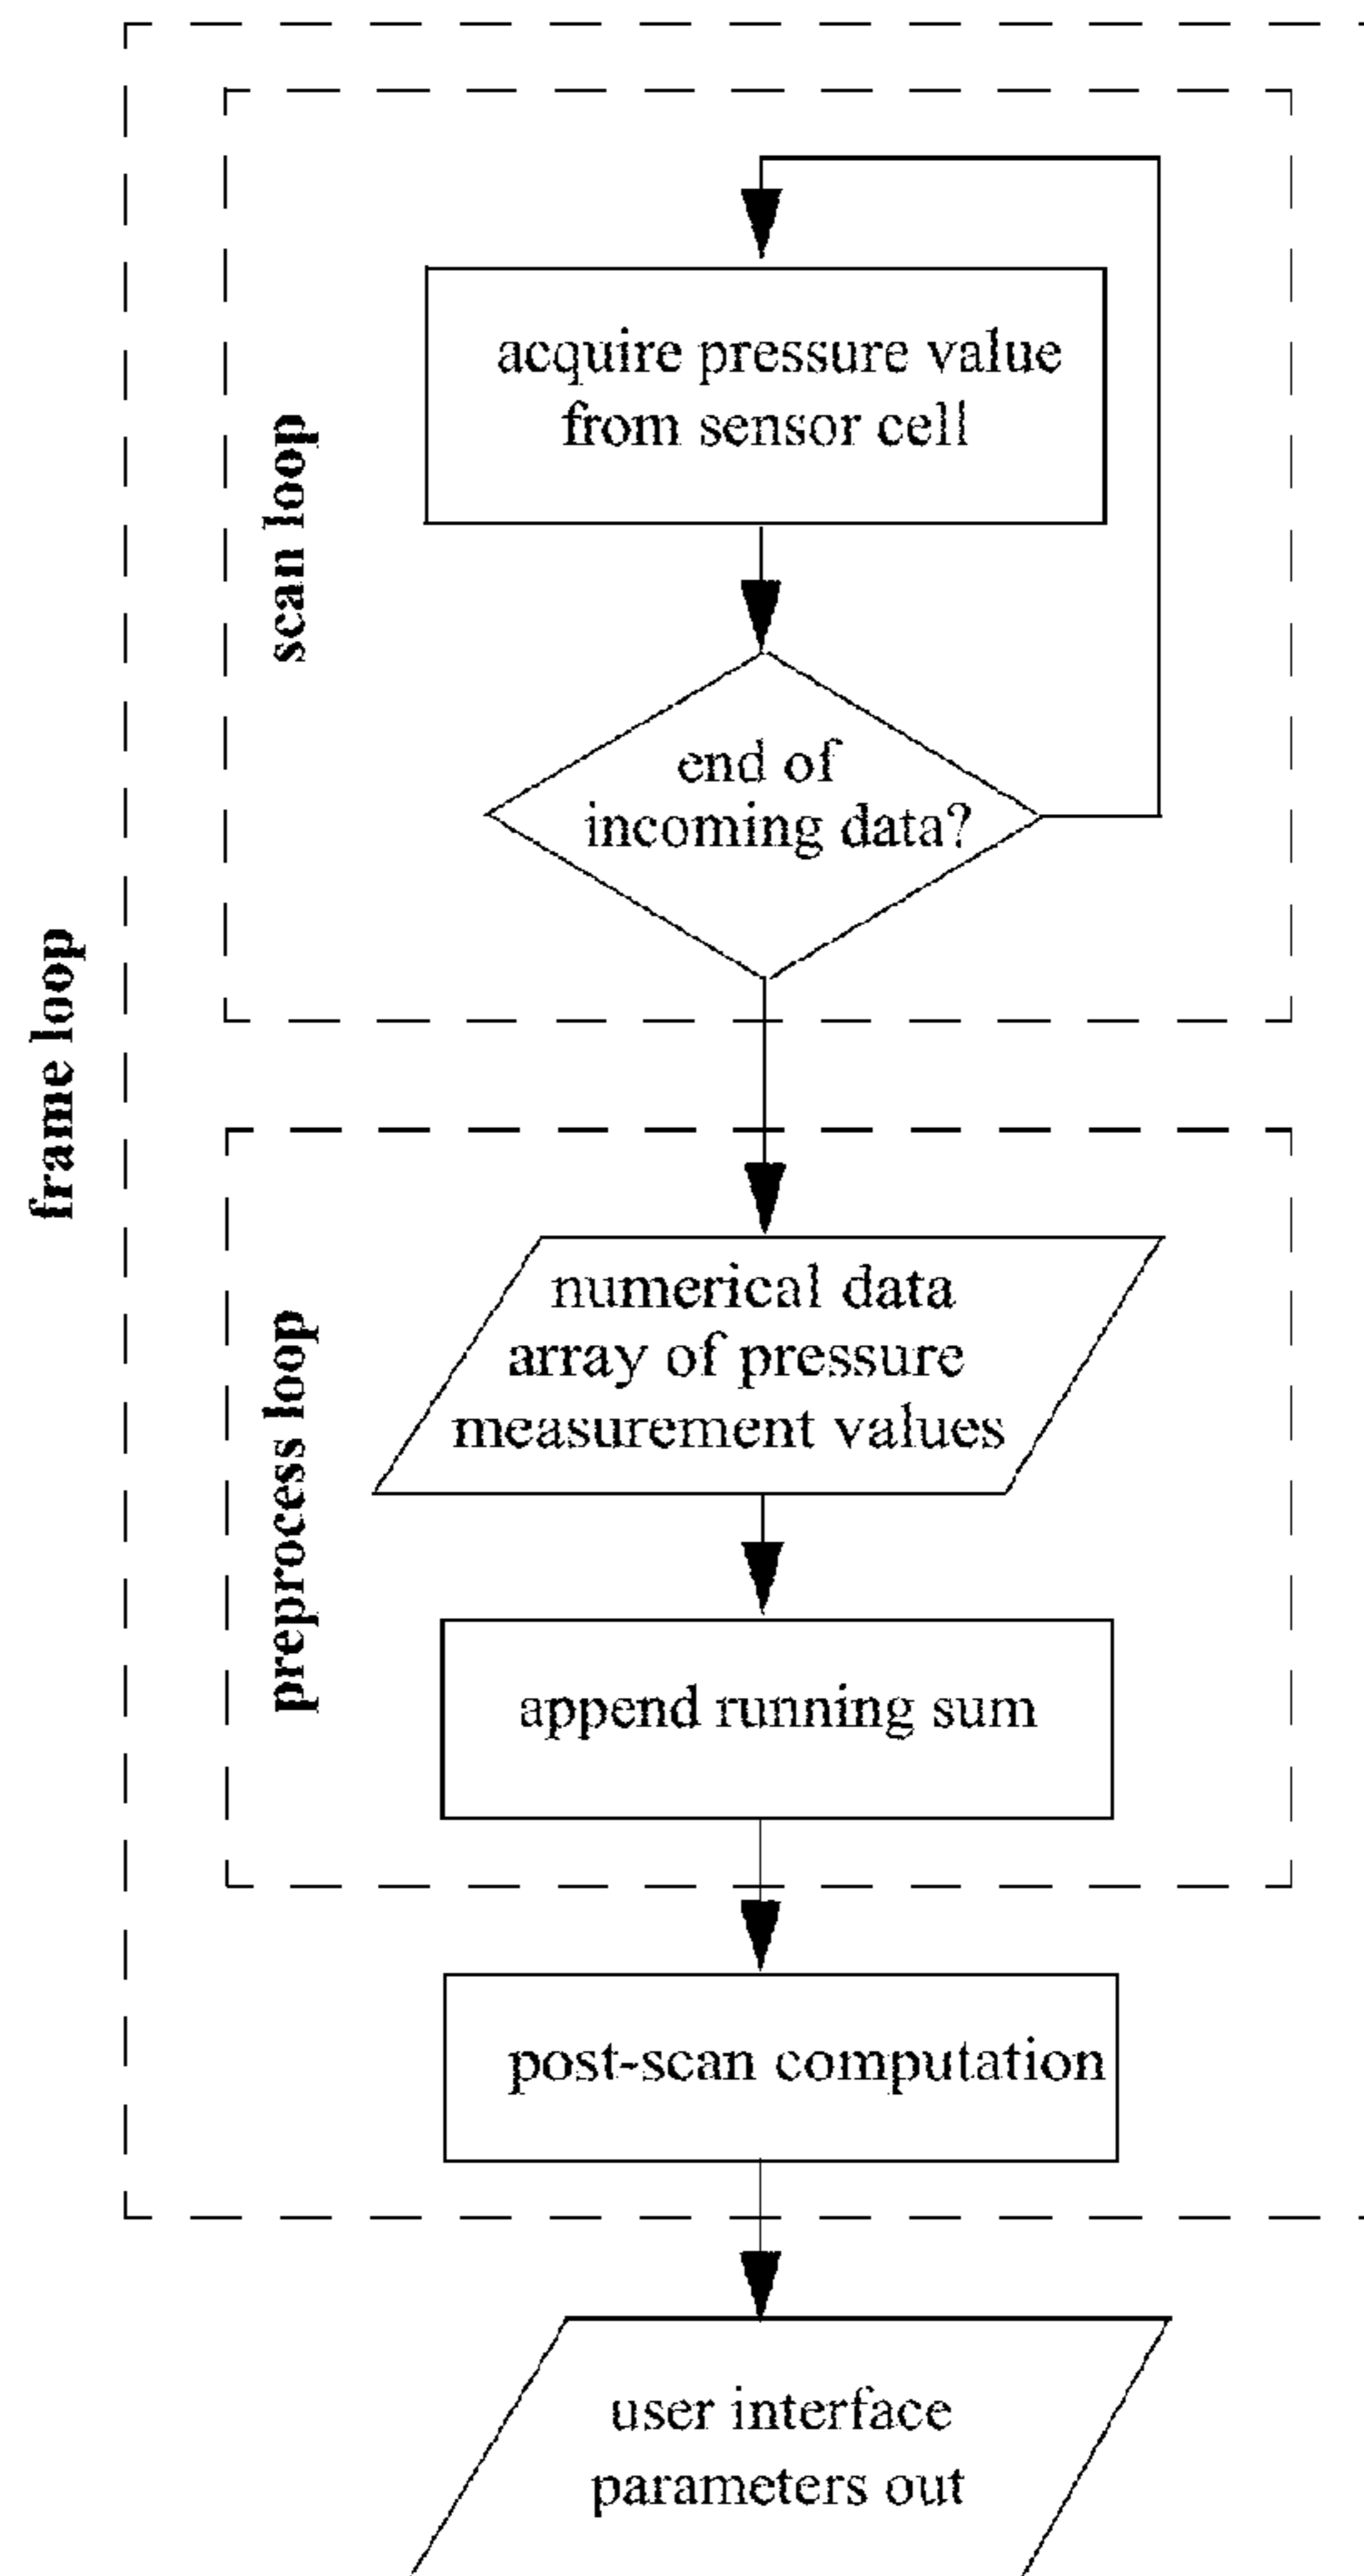 frame loop
scan loop
acquire pressure value
from sensor cell
end of
incoming data?
preprocess loop
numerical data
array of pressure
measurement values
append running sum
post-scan computation
user interface
parameters out